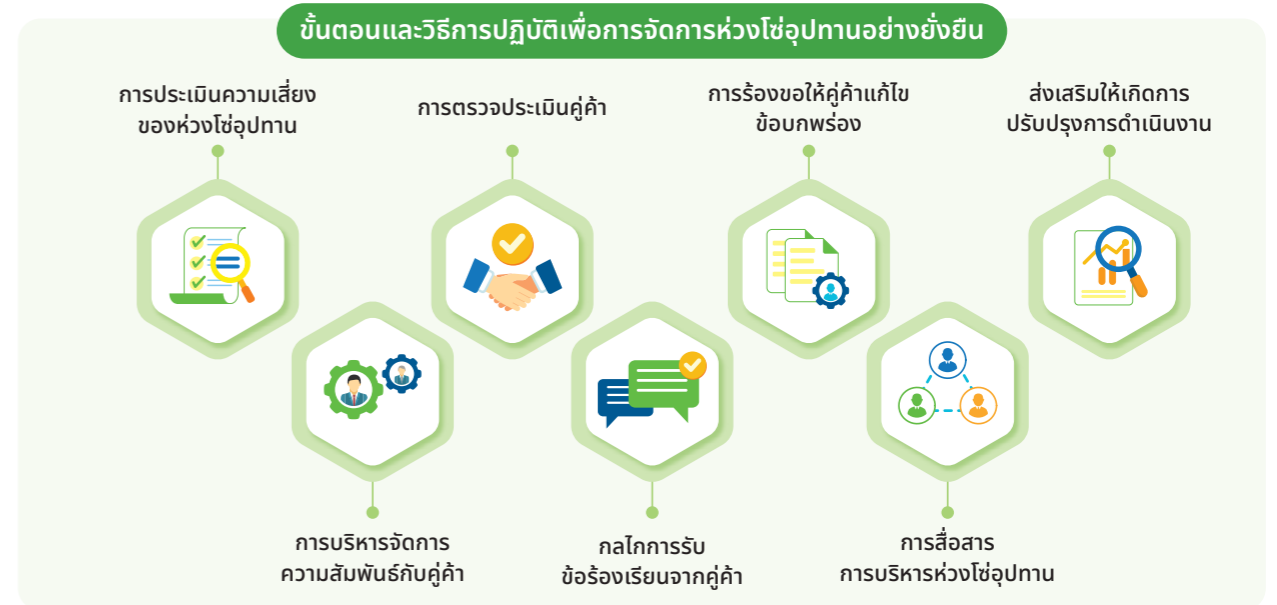 ขั้นตอนและวิธีการปฏิบัติเพื่อการจัดการห่วงโซ่อุปทานอย่างยั่งยืน
การประเมินความเสี่ยง
ของห่วงโซ่อุปทาน
การตรวจประเมินคู่ค้า
การร้องขอให้คู่ค้าแก้ไข
ข้อบกพร่อง
ส่งเสริมให้เกิดการ
ปรับปรุงการดำเนินงาน
การบริหารจัดการ
ความสัมพันธ์กับคู่ค้า
กลไกการรับ
ข้อร้องเรียนจากคู่ค้า
การสื่อสาร
การบริหารห่วงโซ่อุปทาน